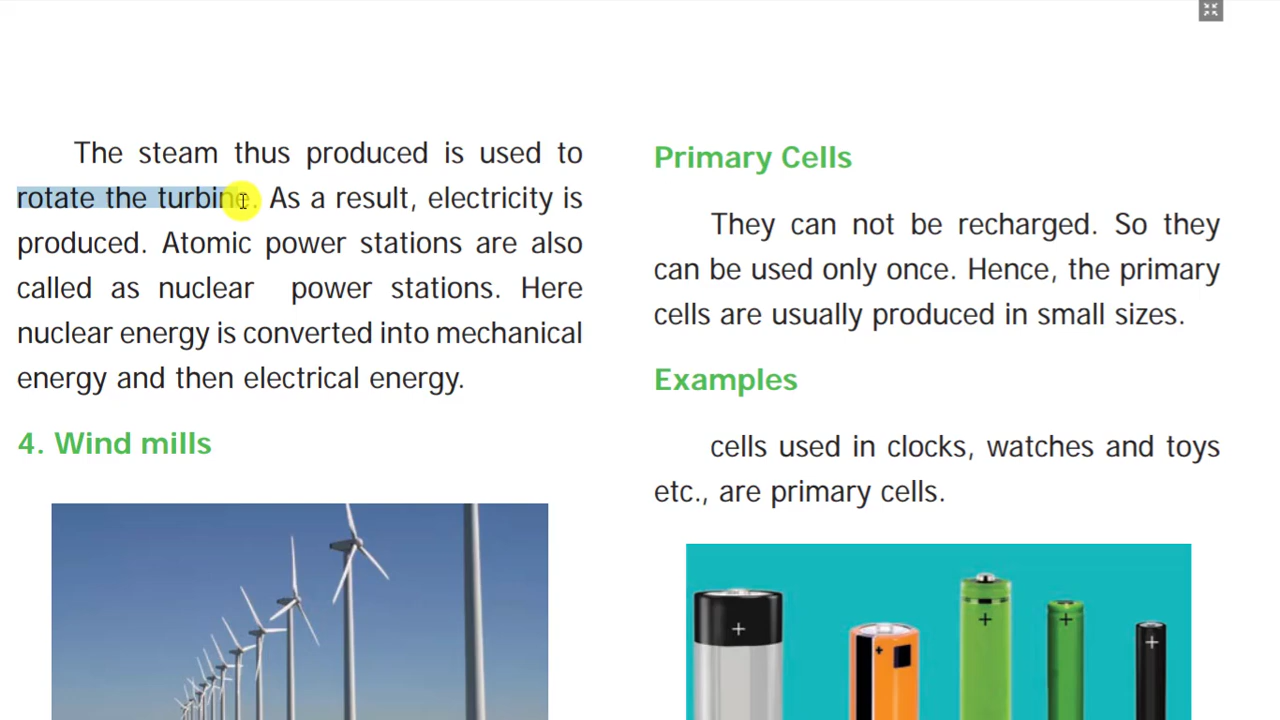 The steam thus produced is used to
rotate the turbine. As a result, electricity is
produced. Atomic power stations are also
called as nuclear power stations. Here
nuclear energy is converted into mechanical
energy and then electrical energy.
4. Wind mills
Primary Cells
They can not be recharged. So they
can be used only once. Hence, the primary
cells are usually produced in small sizes.
Examples
cells used in clocks, watches and toys
etc., are primary cells.
+
+
+
+
+